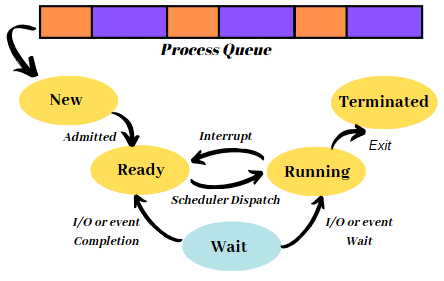 Process Queue
New
Terminated
Admitted
Interrupt
Exit
Ready
Running
Scheduler Dispatch
I/O or event
Completion
I/O or event
Wait
Wait